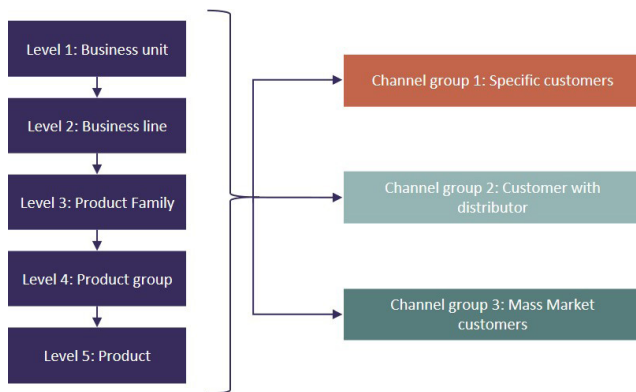 Level 1: Business unit
Level 2: Business line
Level 3: Product Family
Level 4: Product group
Level 5: Product
Channel group 1: Specific customers
Channel group 2: Customer with
distributor
Channel group 3: Mass Market
customers